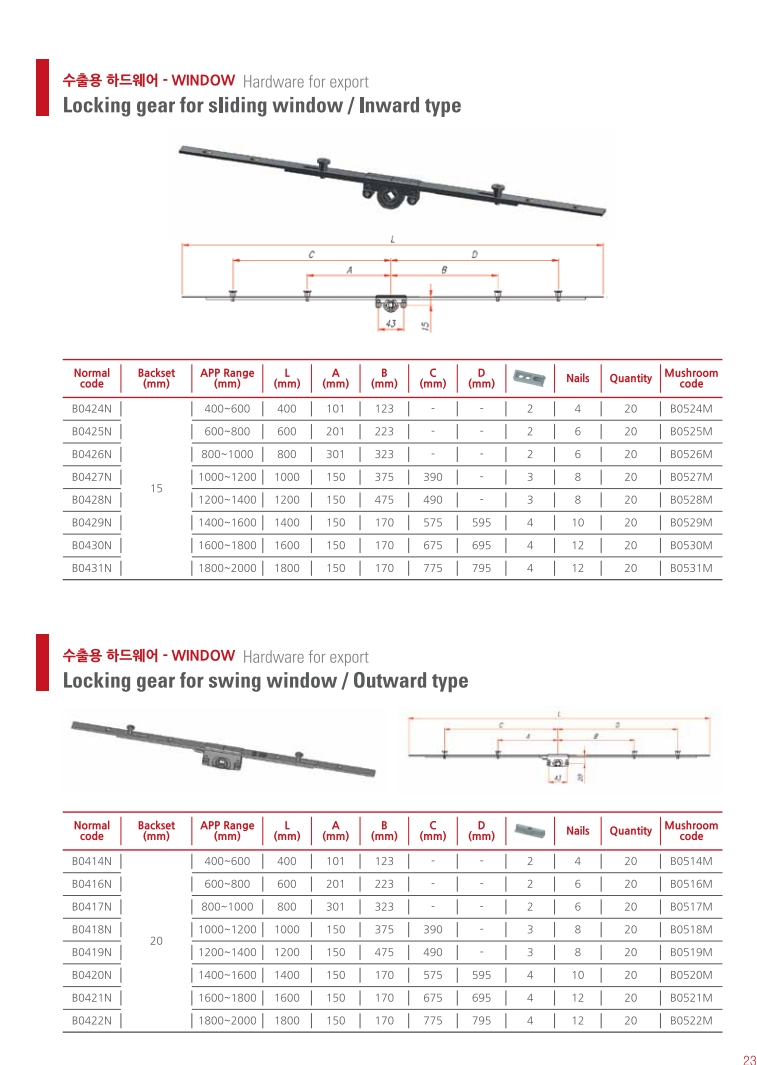 수출용 하드웨어 - WINDOW Hardware for export
Locking gear for sliding window / Inward type
L
C D
A B
43 15
Normal code Backset (mm) APP Range (mm) L (mm) A (mm) B (mm) C (mm) D (mm) Nails Quantity Mushroom code
B0424N 400~600 400 101 123 - - 2 4 20 B0524M
B0425N 600~800 600 201 223 - - 2 6 20 B0525M
B0426N 800~1000 800 301 323 - - 2 6 20 B0526M
B0427N 1000~1200 1000 150 375 390 - 3 8 20 B0527M
15
B0428N 1200~1400 1200 150 475 490 - 3 8 20 B0528M
B0429N 1400~1600 1400 150 170 575 595 4 10 20 B0529M
B0430N 1600~1800 1600 150 170 675 695 4 12 20 B0530M
B0431N 1800~2000 1800 150 170 775 795 4 12 20 B0531M
수출용 하드웨어 - WINDOW Hardware for export
Locking gear for swing window / Outward type
L
C D
A B
43 20
Normal code Backset (mm) APP Range (mm) L (mm) A (mm) B (mm) C (mm) D (mm) Nails Quantity Mushroom code
B0414N 400~600 400 101 123 - - 2 4 20 B0514M
B0416N 600~800 600 201 223 - - 2 6 20 B0516M
B0417N 800~1000 800 301 323 - - 2 6 20 B0517M
B0418N 1000~1200 1000 150 375 390 - 3 8 20 B0518M
20
B0419N 1200~1400 1200 150 475 490 - 3 8 20 B0519M
B0420N 1400~1600 1400 150 170 575 595 4 10 20 B0520M
B0421N 1600~1800 1600 150 170 675 695 4 12 20 B0521M
B0422N 1800~2000 1800 150 170 775 795 4 12 20 B0522M
23